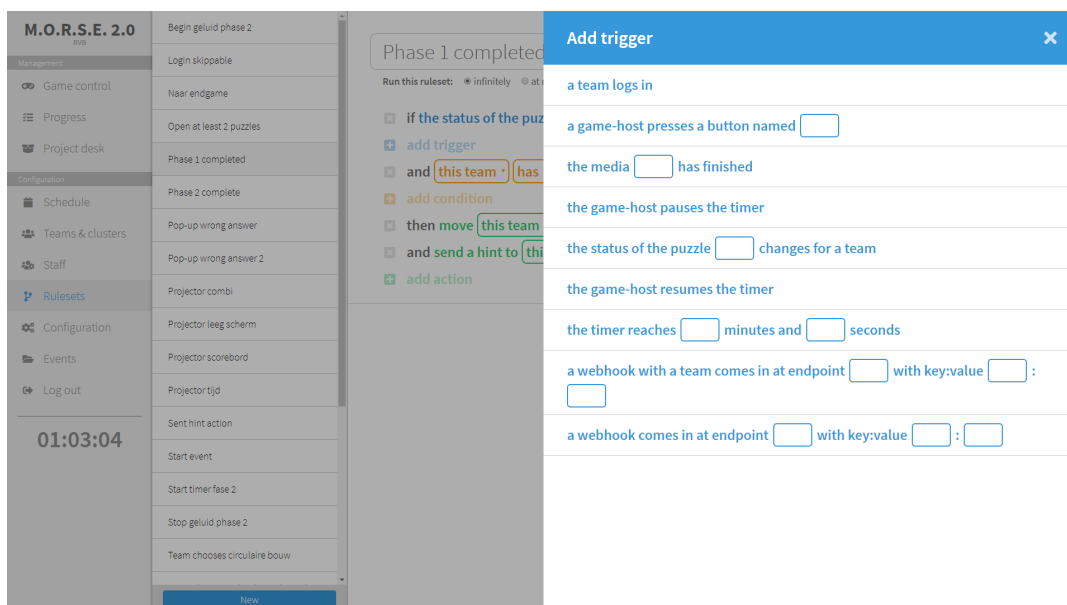 M.O.R.S.E. 2.0
RVB
Management
Game control
Progress
Project desk
Configuration
Schedule
Teams & clusters
Staff
Rulesets
Configuration
Events
Log out
01:03:04
Begin geluid phase 2
Login skippable
Naar endgame
Open at least 2 puzzles
Phase 1 completed
Phase 2 complete
Pop-up wrong answer
Pop-up wrong answer 2
Projector combi
Projector leeg scherm
Projector scorebord
Projector tijd
Sent hint action
Start event
Start timer fase 2
Stop geluid phase 2
Team chooses circulaire bouw
New
Phase 1 completed
Run this ruleset: infinitely at
if the status of the puz
add trigger
and this team has
add condition
then move this team
and send a hint to thi
add action
Add trigger
a team logs in
a game-host presses a button named
the media has finished
the game-host pauses the timer
the status of the puzzle changes for a team
the game-host resumes the timer
the timer reaches minutes and seconds
a webhook with a team comes in at endpoint with key:value :
a webhook comes in at endpoint with key:value :